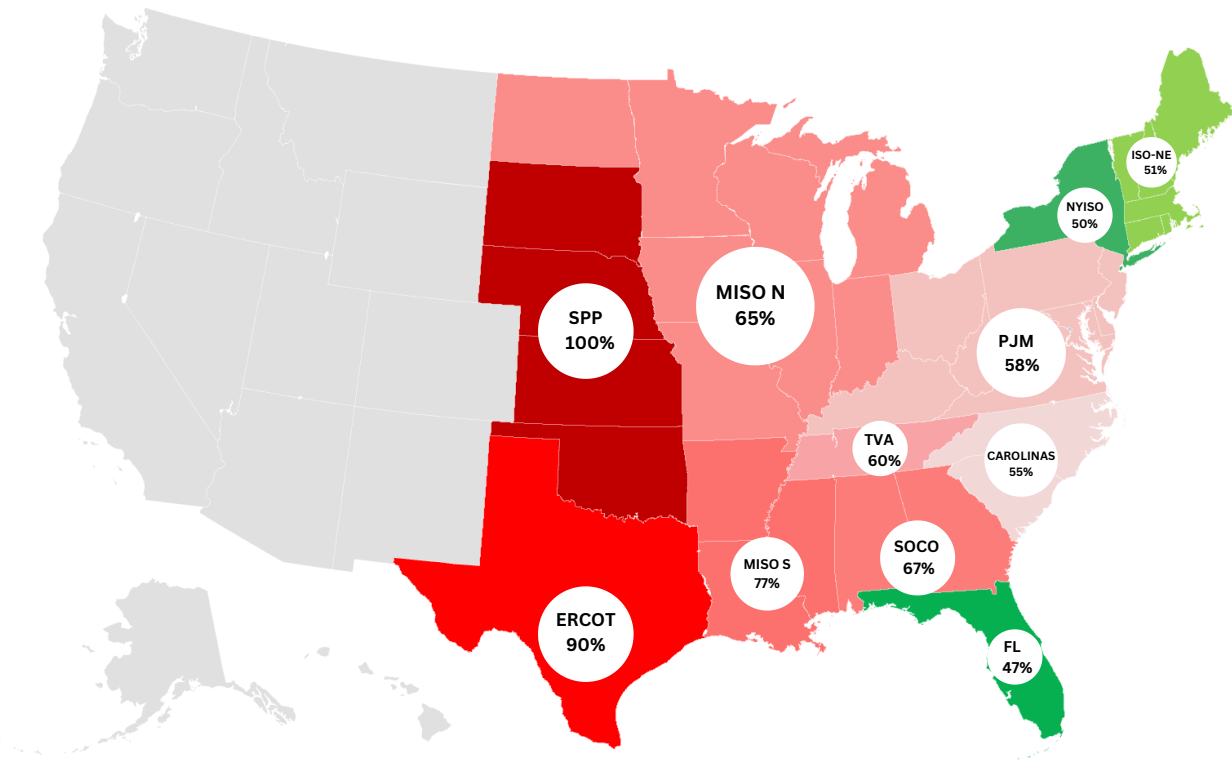 ISO-NE
51%
NYISO
50%
MISO N
65%
SPP
100%
PJM
58%
TVA
60%
CAROLINAS
55%
SOCO
67%
MISO S
77%
ERCOT
90%
FL
47%